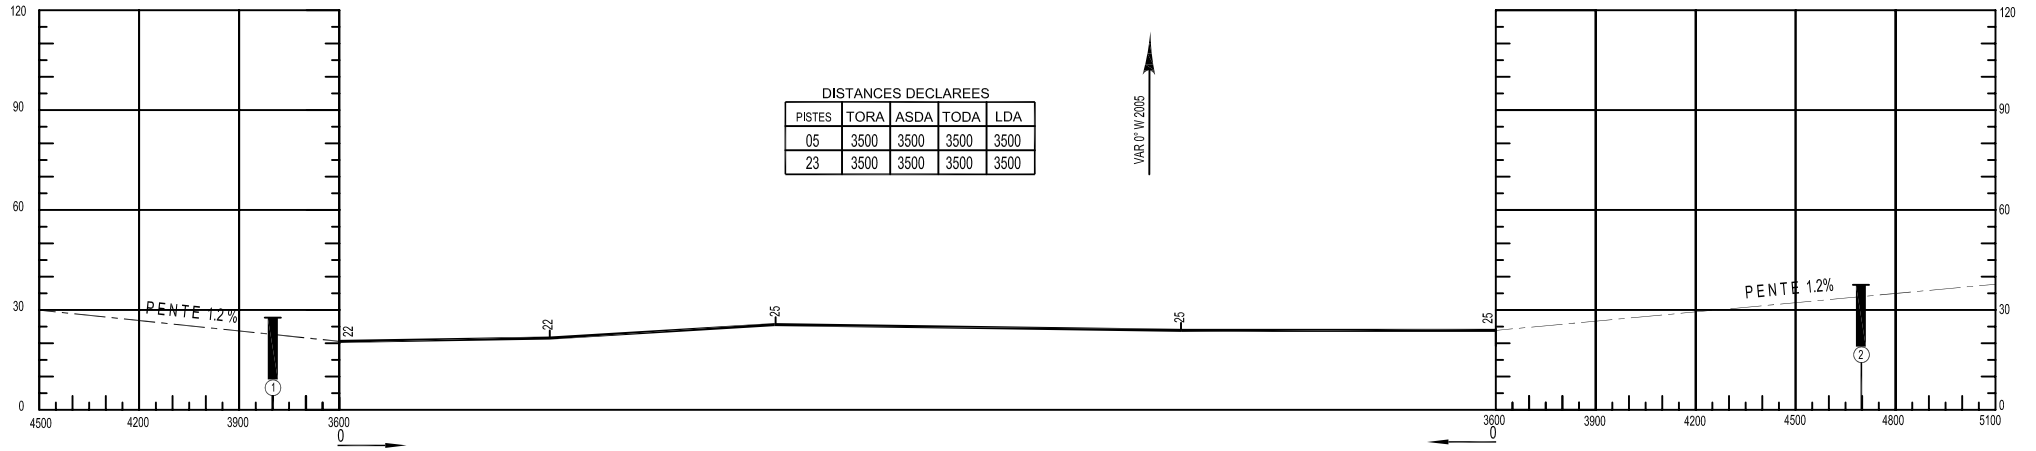 120
90
60
30
0
4500 4200 3900 3600
0
PENTE 1.2%
1
22
22
25
25
25
DISTANCES DECLAREES
PISTES TORA ASDA TODA LDA
05 3500 3500 3500 3500
23 3500 3500 3500 3500
VAR 0° W 2005
PENTE 1.2%
2
120
90
60
30
0
3600 3900 4200 4500 4800 5100
0